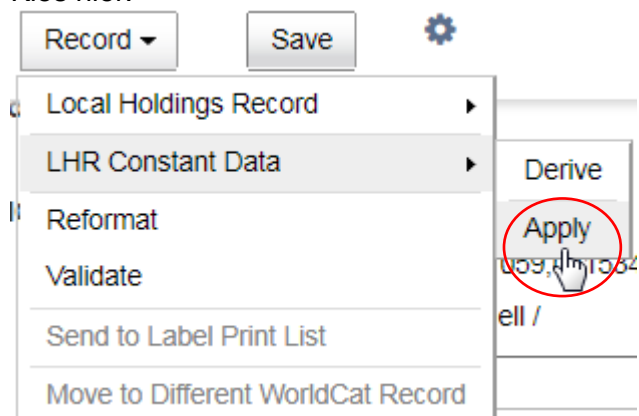 Record
Save
Local Holdings Record
LHR Constant Data
Derive
Reformat
Apply
Validate
ell /
Send to Label Print List
Move to Different WorldCat Record